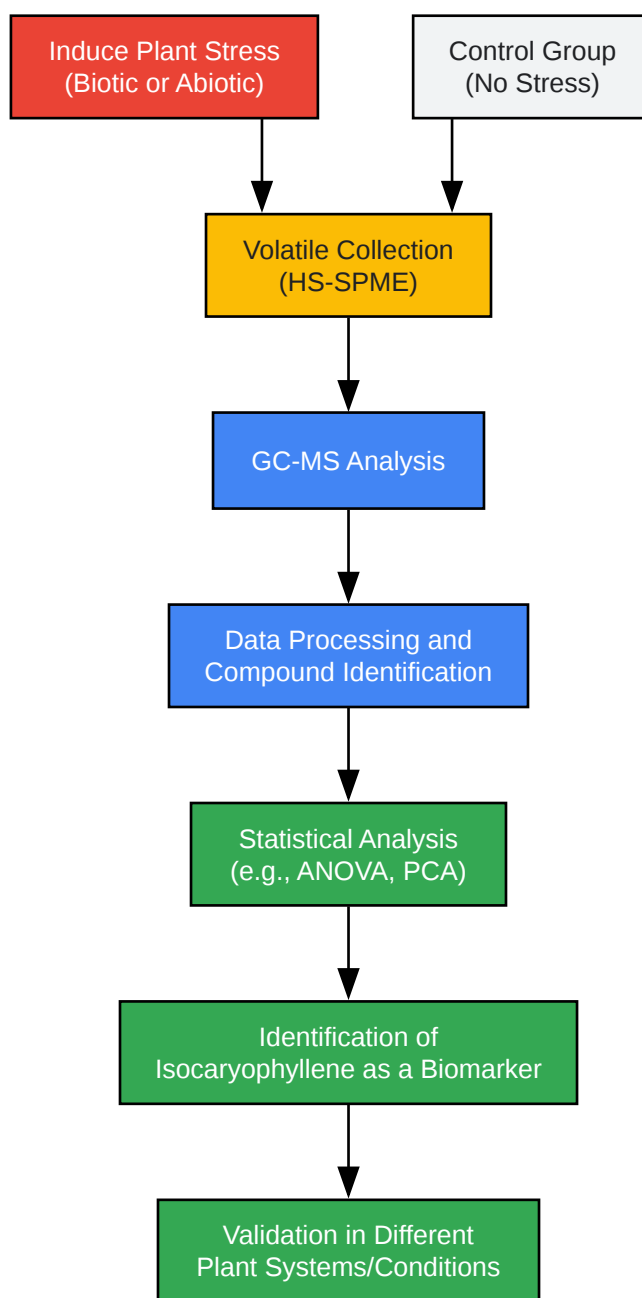 Induce Plant Stress
(Biotic or Abiotic)
Control Group
(No Stress)
Volatile Collection
(HS-SPME)
GC-MS Analysis
Data Processing and
Compound Identification
Statistical Analysis
(e.g., ANOVA, PCA)
Identification of
Isocaryophyllene as a Biomarker
Validation in Different
Plant Systems/Conditions